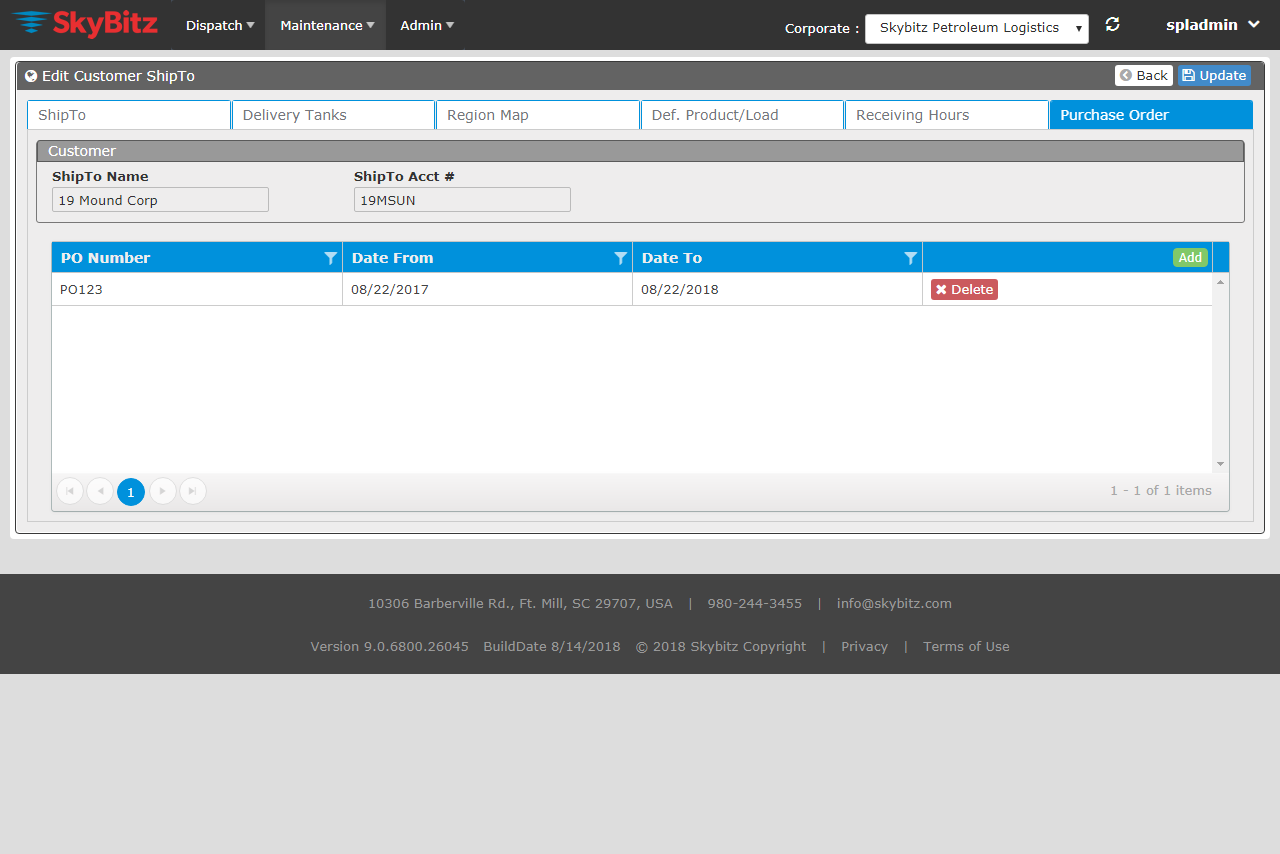 SkyBitz Dispatch Maintenance Admin Corporate : Skybitz Petroleum Logistics spladmin
Edit Customer ShipTo Back Update
ShipTo Delivery Tanks Region Map Def. Product/Load Receiving Hours Purchase Order
Customer
ShipTo Name ShipTo Acct #
19 Mound Corp 19MSUN
PO Number Date From Date To Add
PO123 08/22/2017 08/22/2018 Delete
1 1 - 1 of 1 items
10306 Barberville Rd., Ft. Mill, SC 29707, USA | 980-244-3455 | info@skybitz.com
Version 9.0.6800.26045 BuildDate 8/14/2018 © 2018 Skybitz Copyright | Privacy | Terms of Use